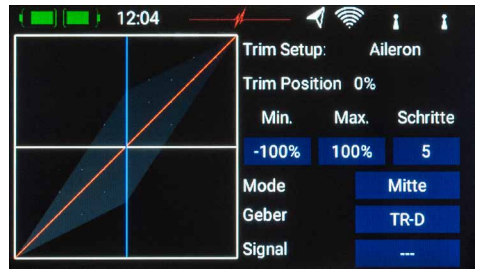 12:04
Trim Setup: Aileron
Trim Position 0%
Min. Max. Schritte
-100% 100% 5
Mode Mitte
Geber TR-D
Signal ---